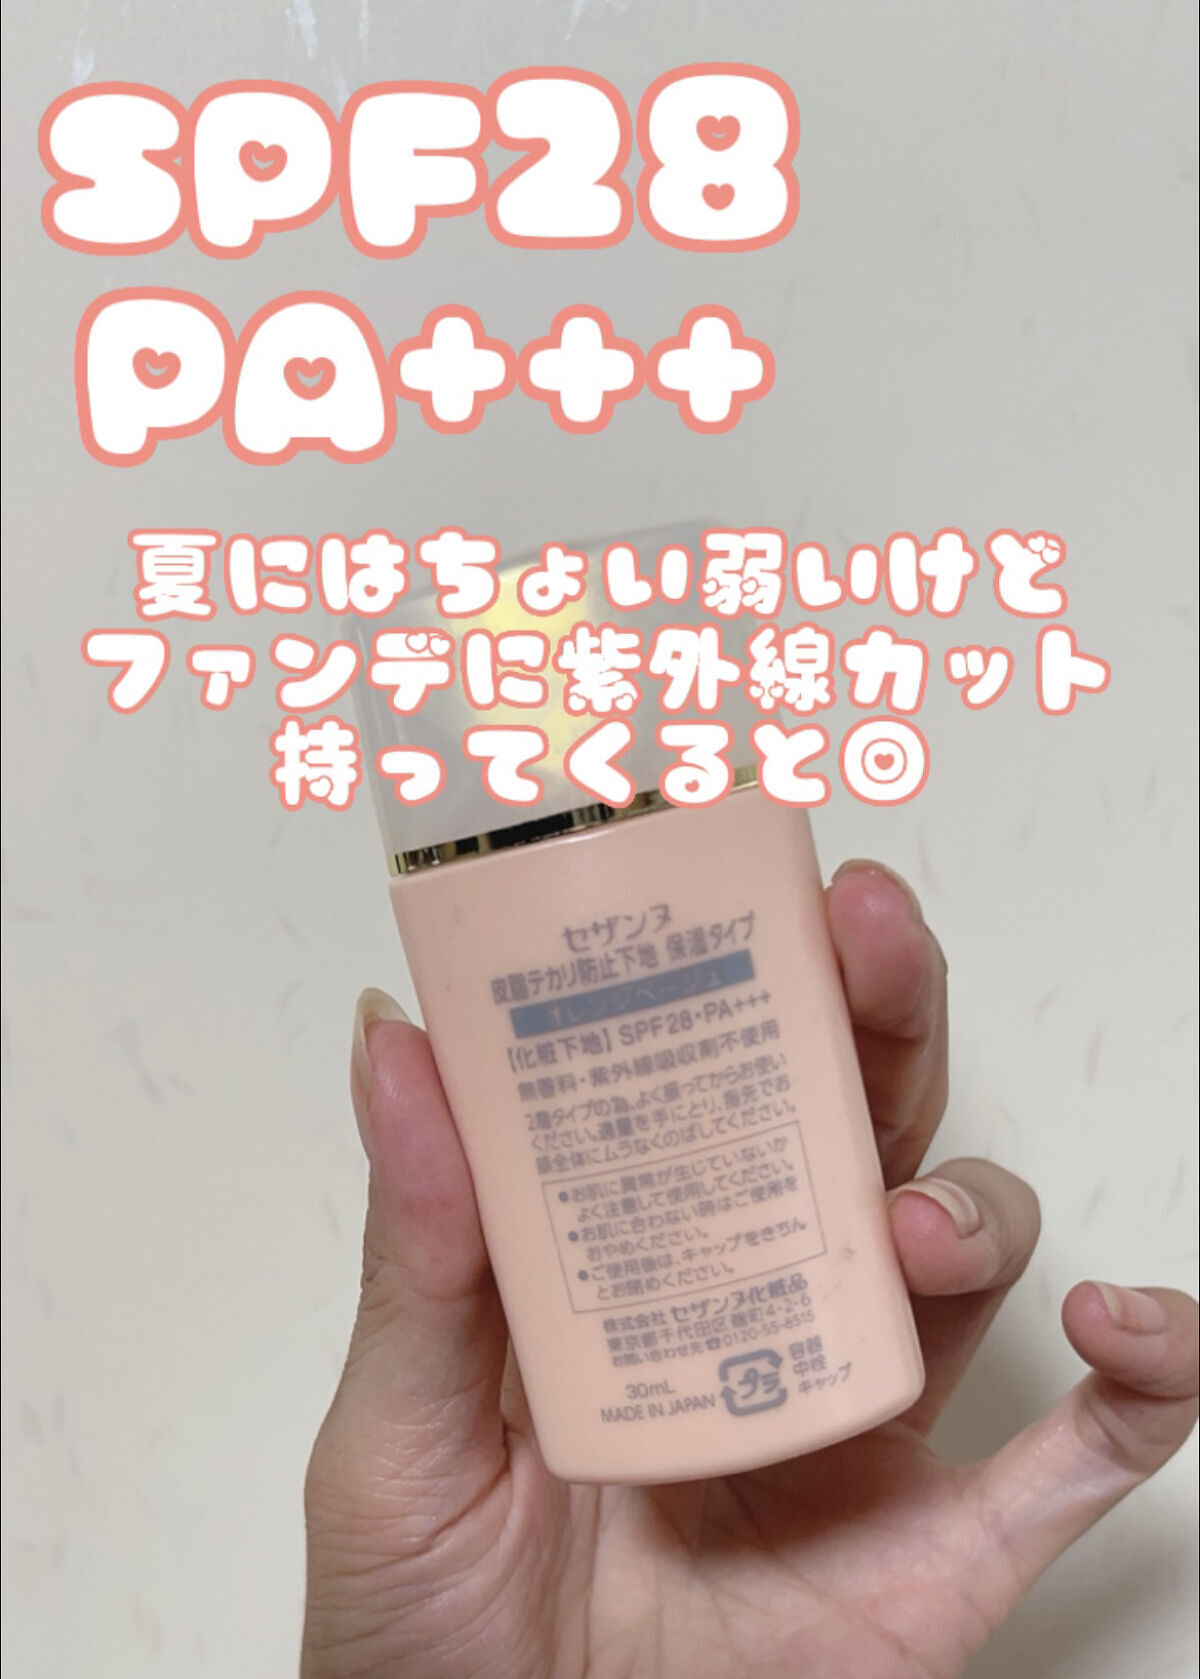 SPF28
PA+++
夏にはちょい弱いけど
ファンデに紫外線カット
持ってくると◎
セザンヌ
皮脂テカリ防止下地 保湿タイプ
オレンジベージュ
【化粧下地】SPF28・PA+++
無香料・紫外線吸収剤不使用
2層タイプの為、よく振ってからお使い
ください。適量を手にとり、指先でお
顔全体にムラなくのばしてください。
●お肌に異常が生じていないか
よく注意して使用してください。
●お肌に合わない時はご使用を
おやめください。
●ご使用後は、キャップをきちん
とお閉めください。
株式会社 セザンヌ化粧品
東京都千代田区麹町4-2-6
お問い合わせ先☎0120-55-8515
30mL
MADE IN JAPAN
プラ
容器
中栓
キャップ